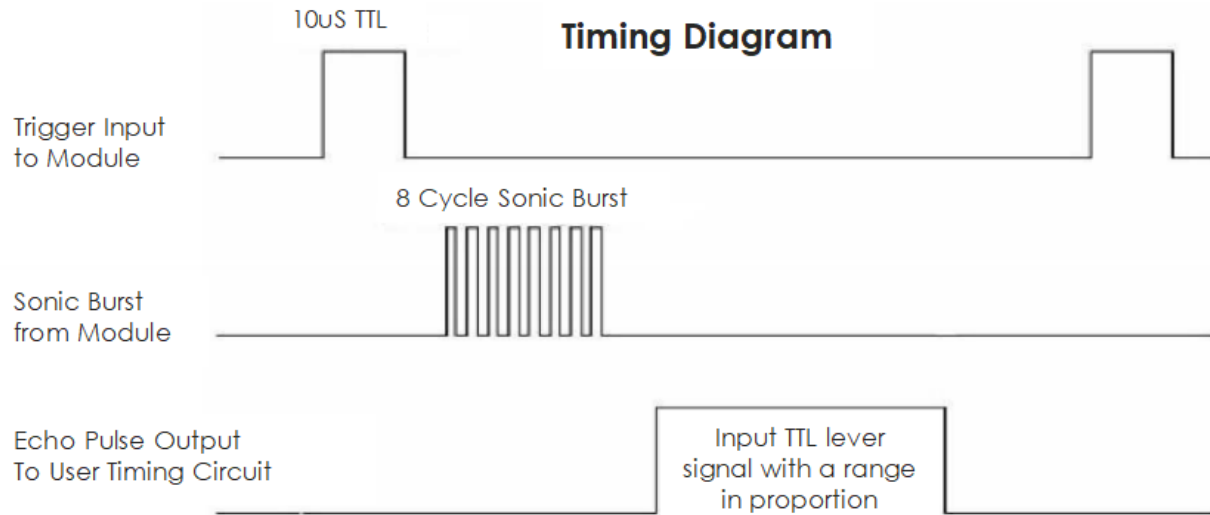 10uS TTL
Timing Diagram
Trigger Input
to Module
8 Cycle Sonic Burst
Sonic Burst
from Module
Echo Pulse Output
To User Timing Circuit
Input TTL lever
signal with a range
in proportion